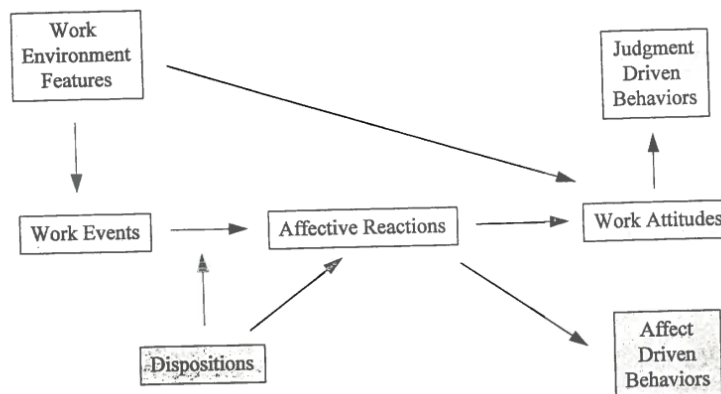 Work
Environment
Features
Judgment
Driven
Behaviors
Work Events
Affective Reactions
Work Attitudes
Dispositions
Affect
Driven
Behaviors